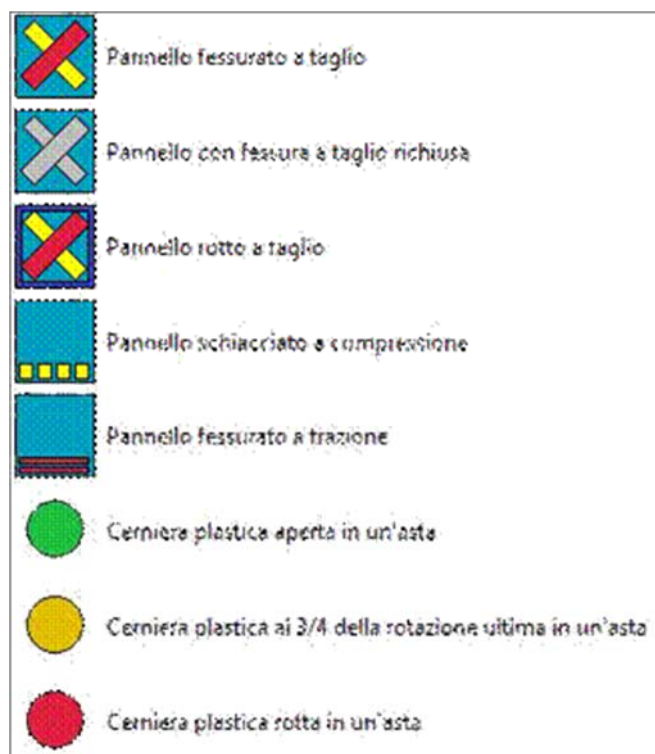 Pannello fessurato a taglio
Pannello con fessura a taglio richiusa
Pannello rotto a taglio
Pannello schiacciato a compressione
Pannello fessurato a trazione
Cerniera plastica aperta in un'asta
Cerniera plastica ai 3/4 della rotazione ultima in un'asta
Cerniera plastica rotta in un'asta